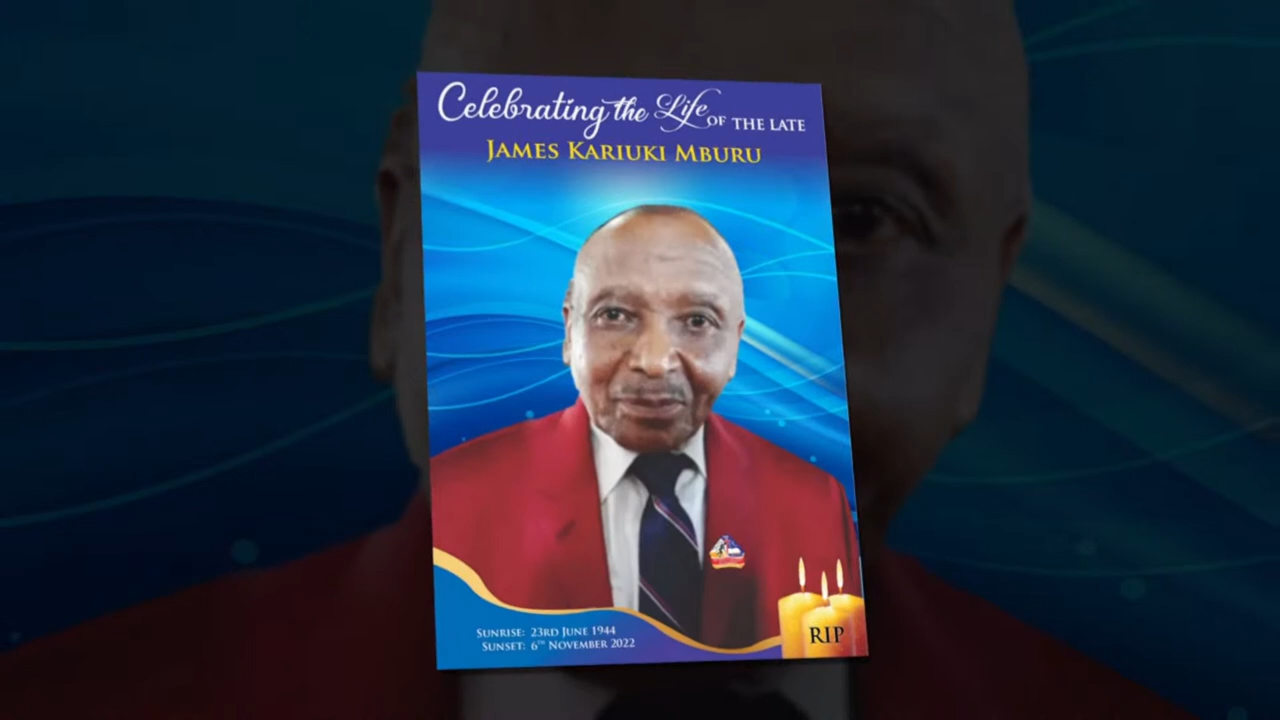 Celebrating the Life OF THE LATE
JAMES KARIUKI MBURU
SUNRISE: 23RD JUNE 1944
SUNSET: 6TH NOVEMBER 2022
RIP